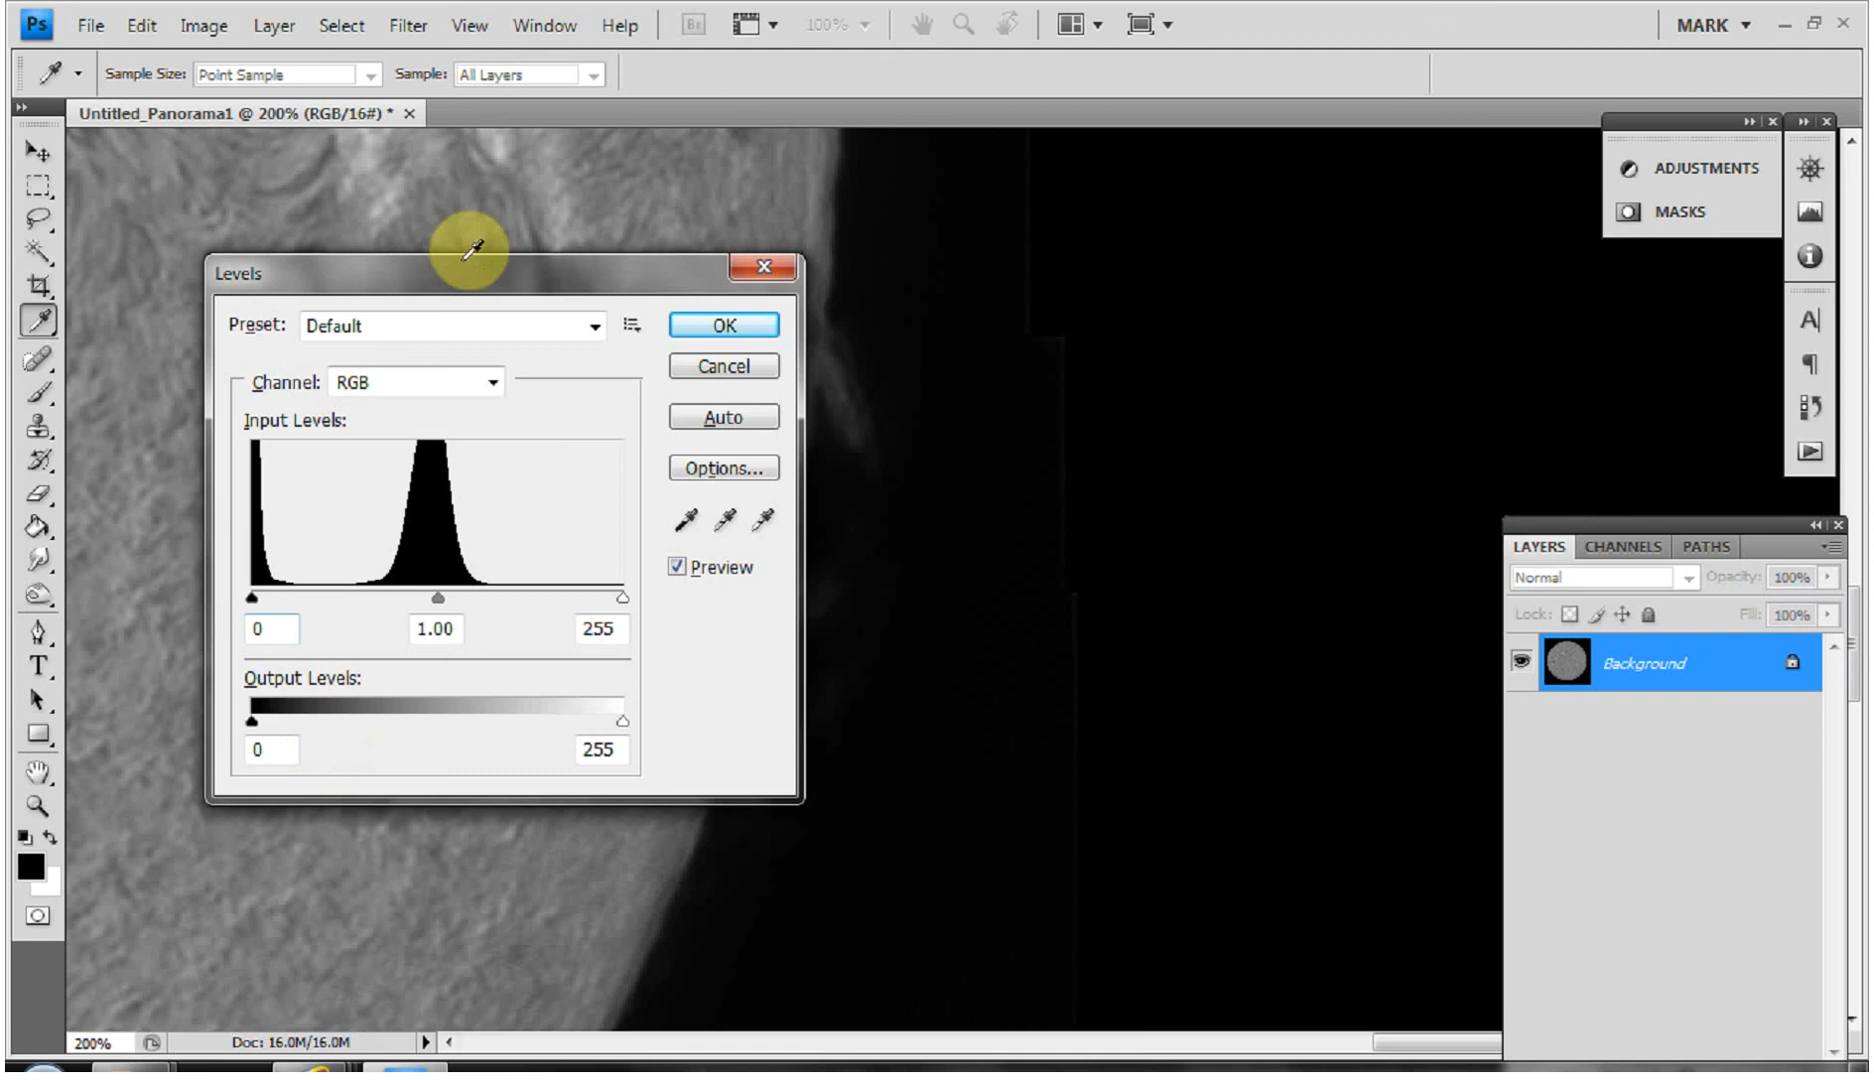 Ps File Edit Image Layer Select Filter View Window Help Br 100% MARK
Sample Size: Point Sample Sample: All Layers
Untitled_Panorama1 @ 200% (RGB/16#) *
ADJUSTMENTS
MASKS
Levels
Preset: Default OK
Cancel
Channel: RGB
Auto
Input Levels:
Options...
Preview
0 1.00 255
Output Levels:
0 255
LAYERS CHANNELS PATHS
Normal Opacity: 100%
Lock: Fill: 100%
Background
200% Doc: 16.0M/16.0M